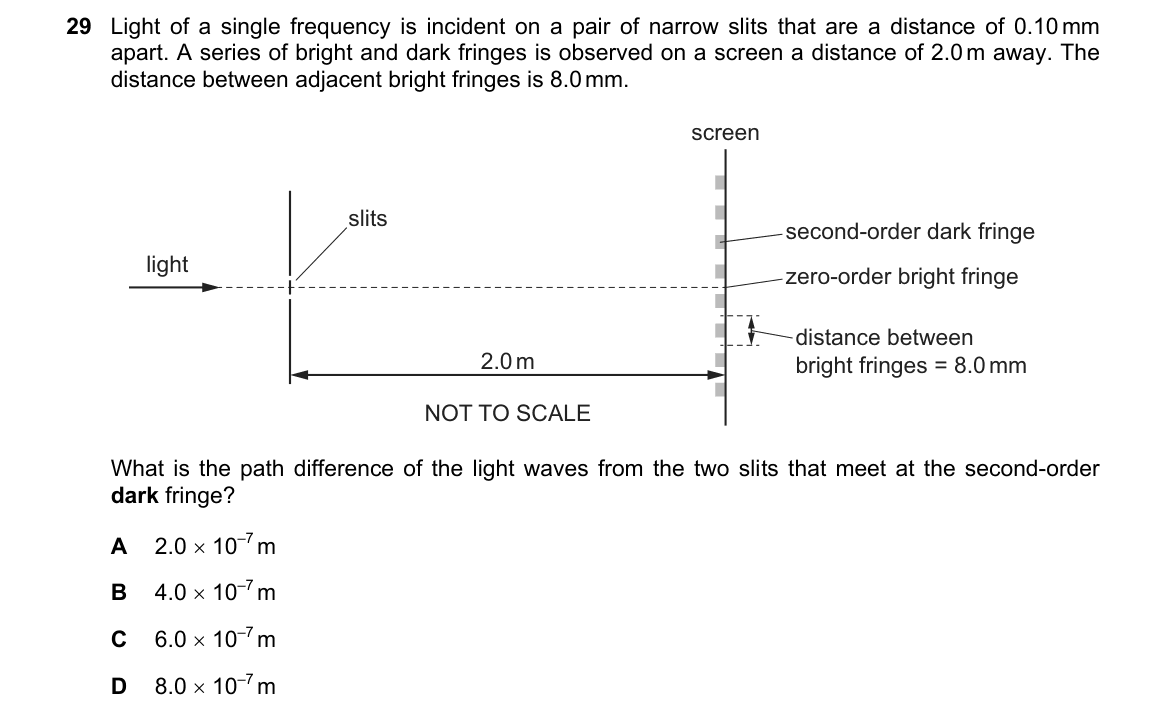 29 Light of a single frequency is incident on a pair of narrow slits that are a distance of 0.10 mm
apart. A series of bright and dark fringes is observed on a screen a distance of 2.0 m away. The
distance between adjacent bright fringes is 8.0 mm.
screen
slits
second-order dark fringe
light
zero-order bright fringe
distance between
bright fringes = 8.0 mm
2.0 m
NOT TO SCALE
What is the path difference of the light waves from the two slits that meet at the second-order
dark fringe?
A 2.0 × 10⁻⁷ m
B 4.0 × 10⁻⁷ m
C 6.0 × 10⁻⁷ m
D 8.0 × 10⁻⁷ m